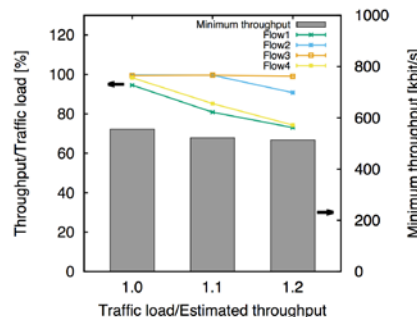 Minimum throughput
Flow1
Flow2
Flow3
Flow4
Throughput/Traffic load [%]
120
100
80
60
40
20
0
1000
800
600
400
200
0
Minimum throughput [kbit/s]
1.0 1.1 1.2
Traffic load/Estimated throughput